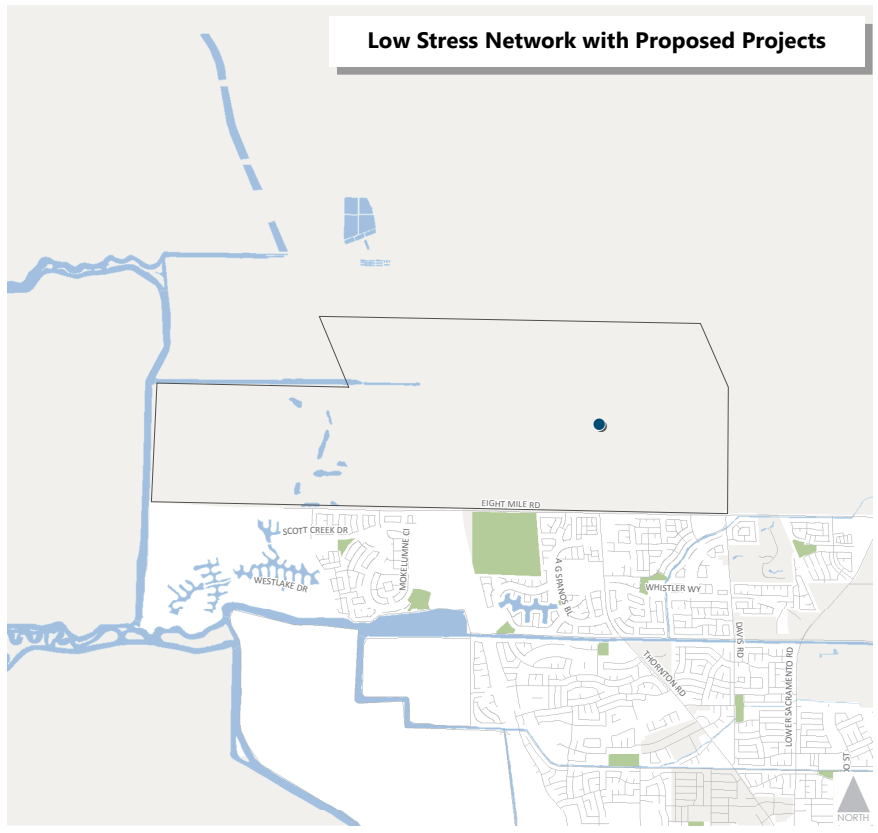 Low Stress Network with Proposed Projects
EIGHT MILE RD
SCOTT CREEK DR
MOKELUMNE CI
WESTLAKE DR
A G SPANOS BL
WHISTLER WY
DAVIS RD
THORNTON RD
LOWER SACRAMENTO RD
O ST
NORTH